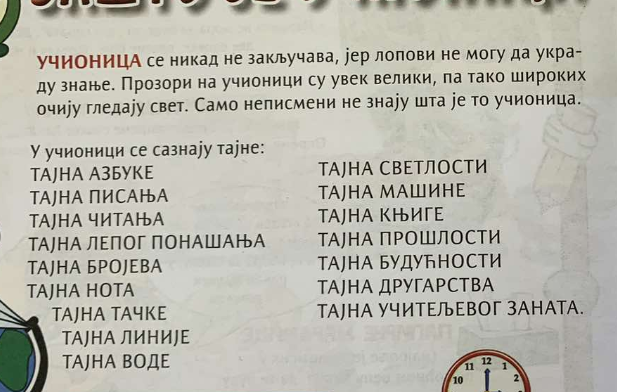 УЧИОНИЦА се никад не закључава, јер лопови не могу да укра-
ду знање. Прозори на учионици су увек велики, па тако широких
очију гледају свет. Само неписмени не знају шта је то учионица.
У учионици се сазнају тајне:
ТАЈНА АЗБУКЕ
ТАЈНА ПИСАЊА
ТАЈНА ЧИТАЊА
ТАЈНА ЛЕПОГ ПОНАШАЊА
ТАЈНА БРОЈЕВА
ТАЈНА НОТА
ТАЈНА ТАЧКЕ
ТАЈНА ЛИНИЈЕ
ТАЈНА ВОДЕ
ТАЈНА СВЕТЛОСТИ
ТАЈНА МАШИНЕ
ТАЈНА КЊИГЕ
ТАЈНА ПРОШЛОСТИ
ТАЈНА БУДУЋНОСТИ
ТАЈНА ДРУГАРСТВА
ТАЈНА УЧИТЕЉЕВОГ ЗАНАТА.
11 12 1
10 2